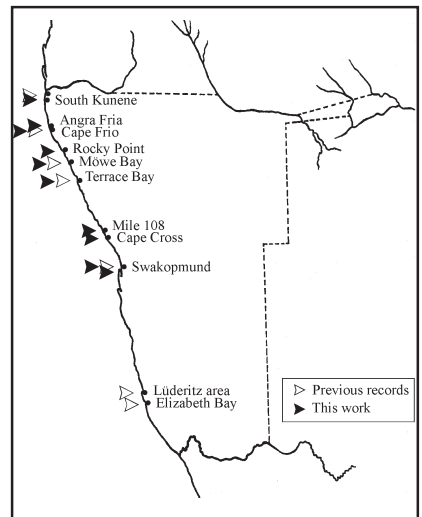 South Kunene
Angra Fria
Cape Frio
Rocky Point
Möwe Bay
Terrace Bay
Mile 108
Cape Cross
Swakopmund
Lüderitz area
Elizabeth Bay
Previous records
This work